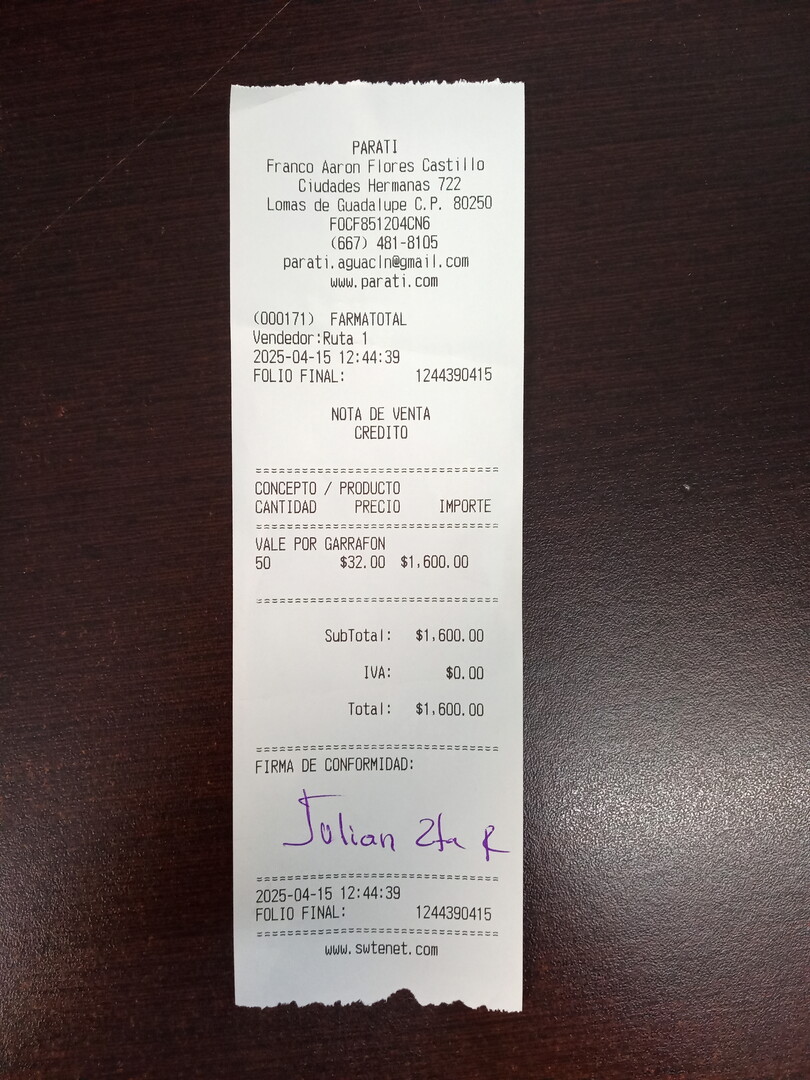 PARATI
Franco Aaron Flores Castillo
Ciudades Hermanas 722
Lomas de Guadalupe C.P. 80250
FOCF851204CN6
(667) 481-8105
parati.aguacln@gmail.com
www.parati.com
(000171) FARMATOTAL
Vendedor:Ruta 1
2025-04-15 12:44:39
FOLIO FINAL: 1244390415
NOTA DE VENTA
CREDITO
===============================
CONCEPTO / PRODUCTO
CANTIDAD PRECIO IMPORTE
===============================
VALE POR GARRAFON
50 $32.00 $1,600.00
===============================
SubTotal: $1,600.00
IVA: $0.00
Total: $1,600.00
===============================
FIRMA DE CONFORMIDAD:
Julian
===============================
2025-04-15 12:44:39
FOLIO FINAL: 1244390415
===============================
www.swtenet.com